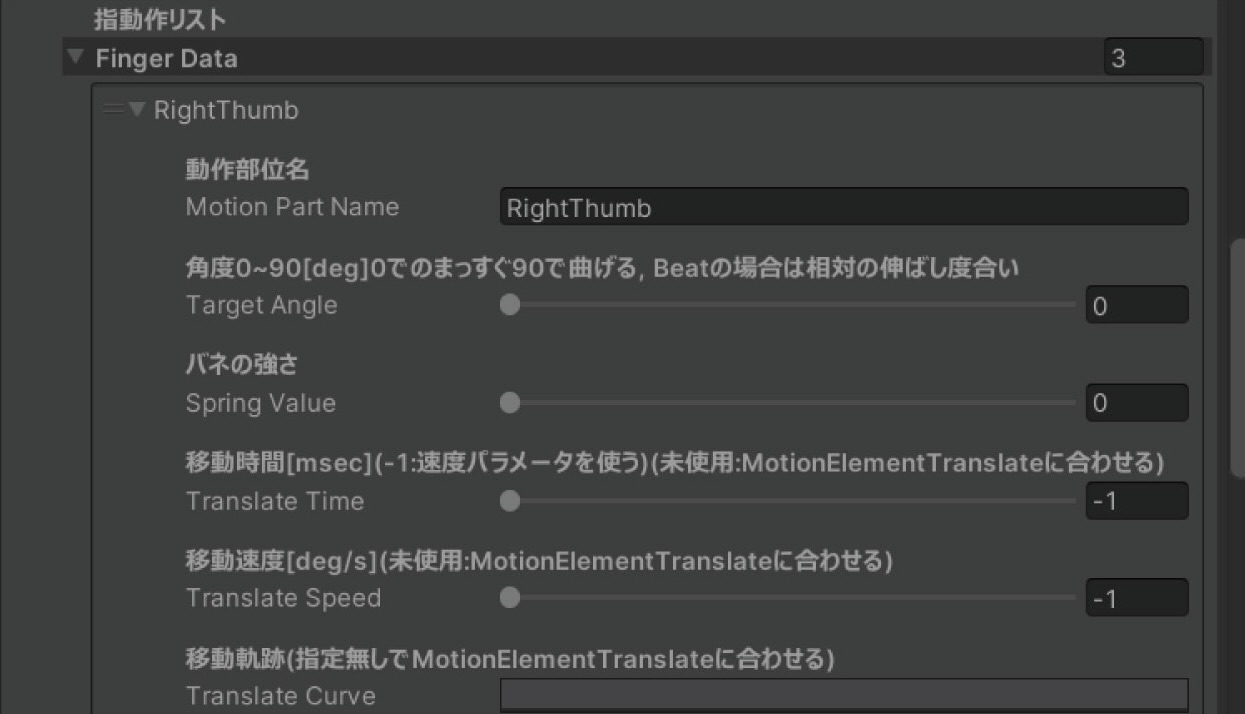 指動作リスト
Finger Data 3
RightThumb
動作部位名
Motion Part Name RightThumb
角度0~90[deg]0でのまっすぐ90で曲げる, Beatの場合は相対の伸ばし度合い
Target Angle 0
バネの強さ
Spring Value 0
移動時間[msec](-1:速度パラメータを使う)(未使用:MotionElementTranslateに合わせる)
Translate Time -1
移動速度[deg/s](未使用:MotionElementTranslateに合わせる)
Translate Speed -1
移動軌跡(指定無しでMotionElementTranslateに合わせる)
Translate Curve